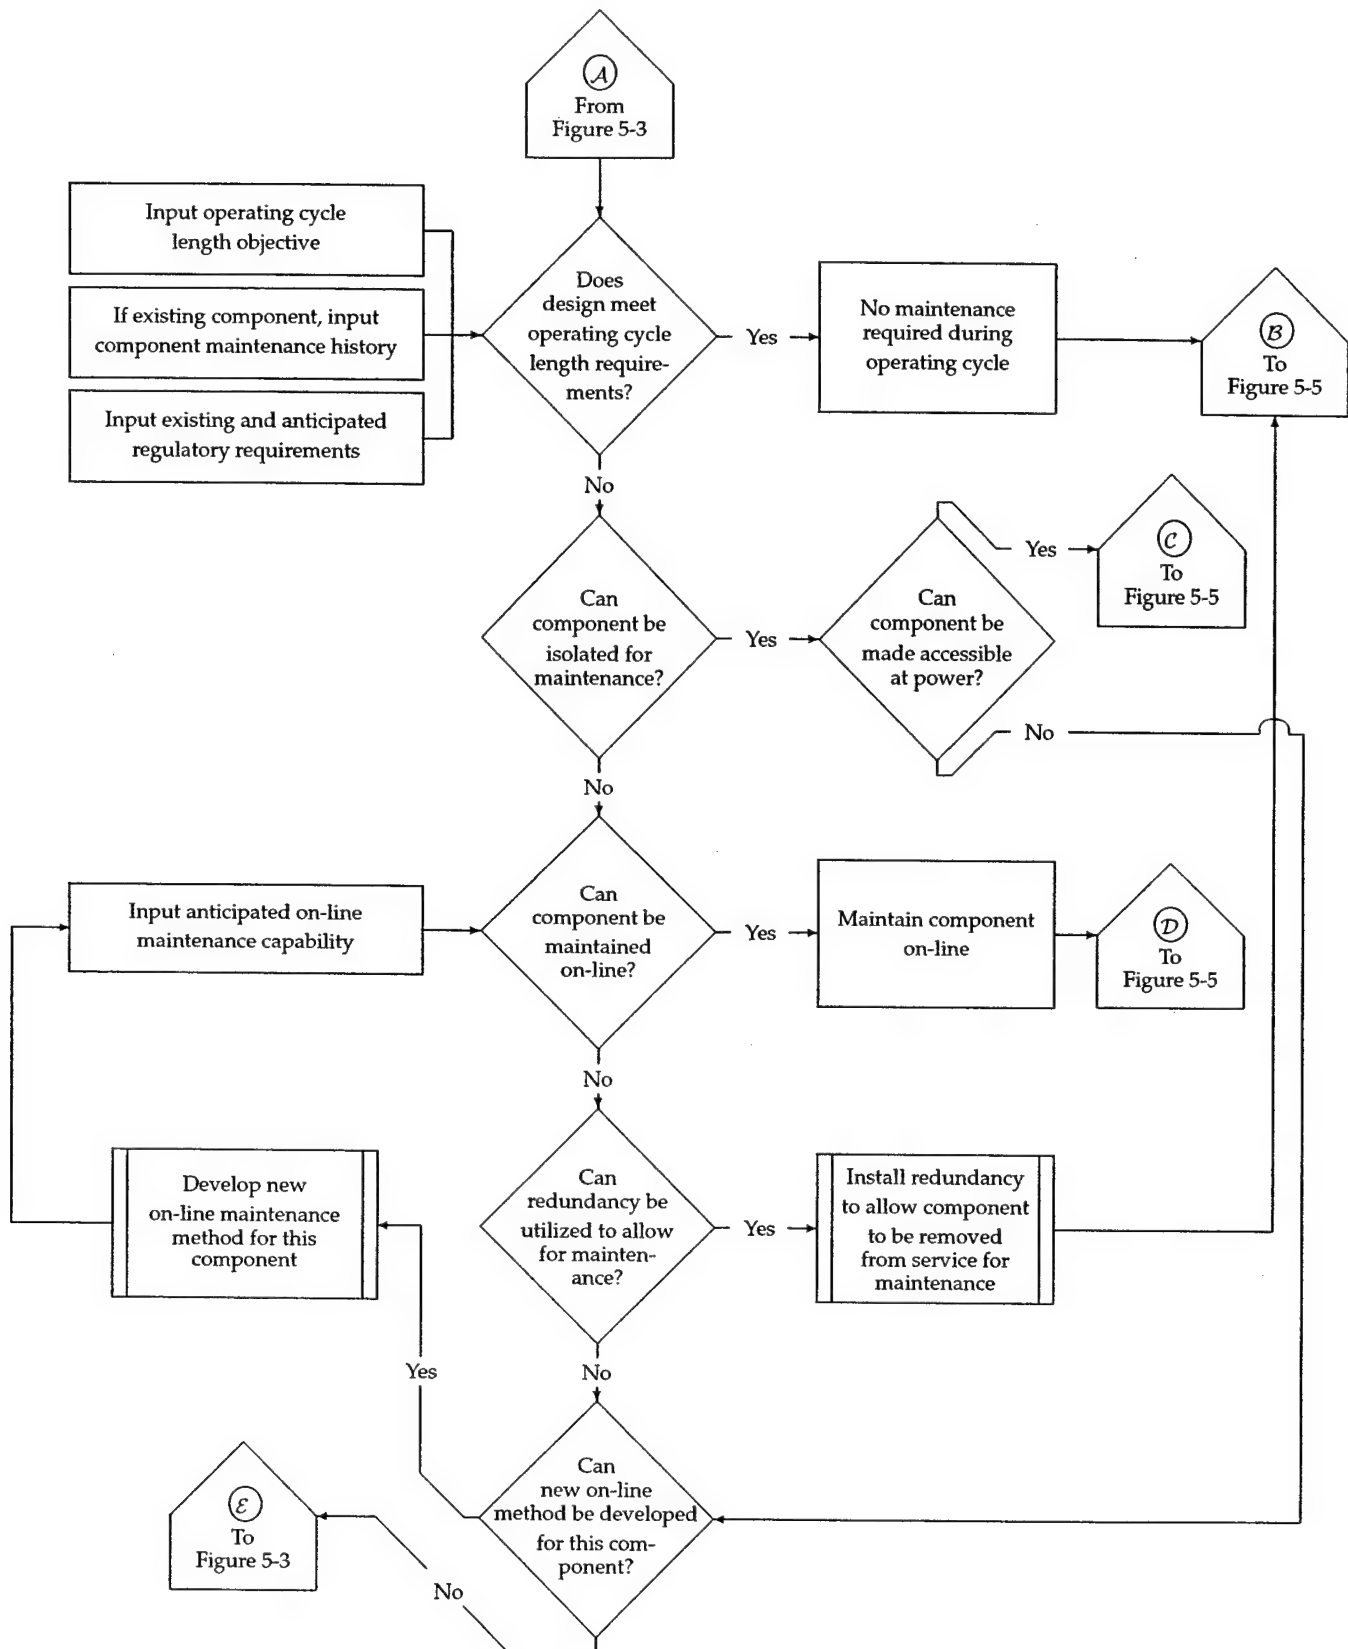 A
From
Figure 5-3
Input operating cycle
length objective
If existing component, input
component maintenance history
Input existing and anticipated
regulatory requirements
Does
design meet
operating cycle
length require-
ments?
Yes
No maintenance
required during
operating cycle
B
To
Figure 5-5
No
Can
component be
isolated for
maintenance?
Yes
Can
component be
made accessible
at power?
Yes
C
To
Figure 5-5
No
No
Input anticipated on-line
maintenance capability
Can
component be
maintained
on-line?
Yes
Maintain component
on-line
D
To
Figure 5-5
No
Develop new
on-line maintenance
method for this
component
Can
redundancy be
utilized to allow
for mainten-
ance?
Yes
Install redundancy
to allow component
to be removed
from service for
maintenance
Yes
No
Can
new on-line
method be developed
for this com-
ponent?
E
To
Figure 5-3
No